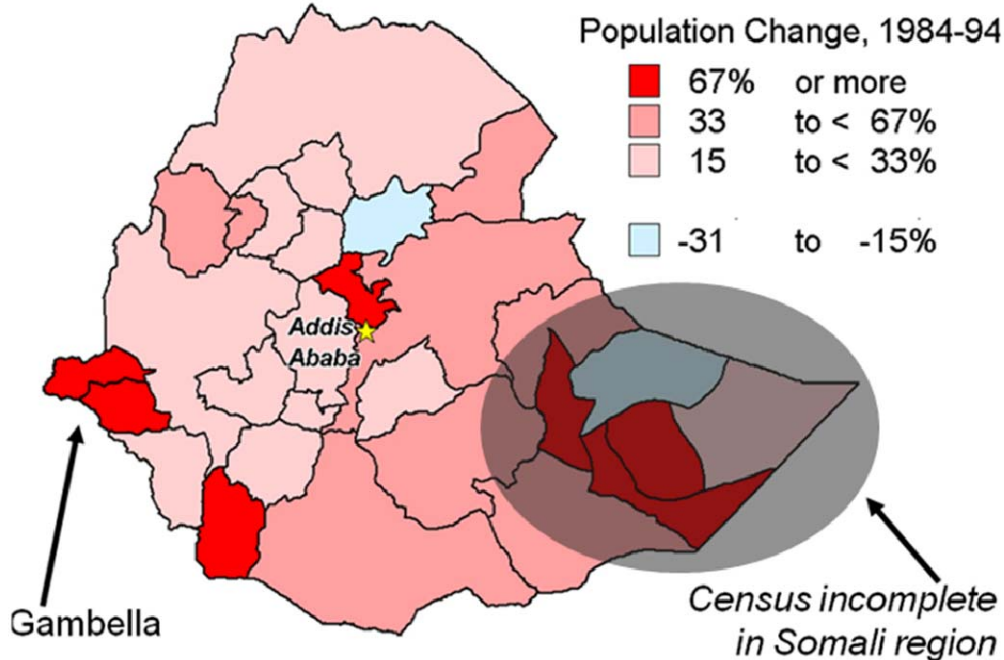 Population Change, 1984-94
67% or more
33 to < 67%
15 to < 33%
-31 to -15%
Addis
Ababa
Gambella
Census incomplete
in Somali region